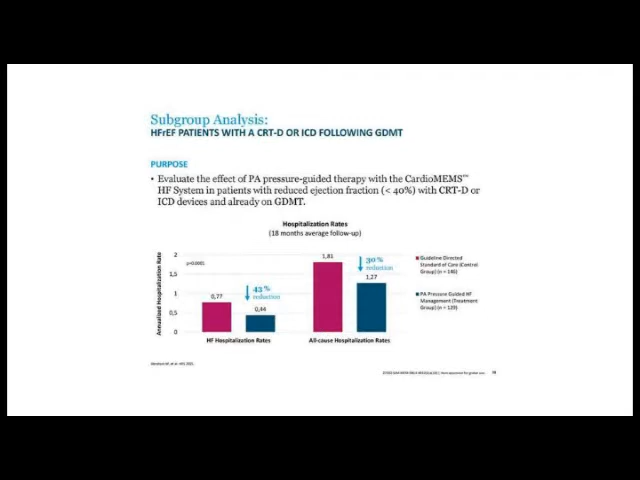 Subgroup Analysis:
HFrEF PATIENTS WITH A CRT-D OR ICD FOLLOWING GDMT
PURPOSE
• Evaluate the effect of PA pressure-guided therapy with the CardioMEMS™
HF System in patients with reduced ejection fraction (< 40%) with CRT-D or
ICD devices and already on GDMT.
Hospitalization Rates
(18 months average follow-up)
Annualized Hospitalization Rate
2
1,5
1
0,5
0
p<0.0001
0,77
43 %
reduction
0,44
1,81
30 %
reduction
1,27
HF Hospitalization Rates
All-cause Hospitalization Rates
Guideline Directed
Standard of Care (Control
Group) (n = 146)
PA Pressure Guided HF
Management (Treatment
Group) (n = 139)